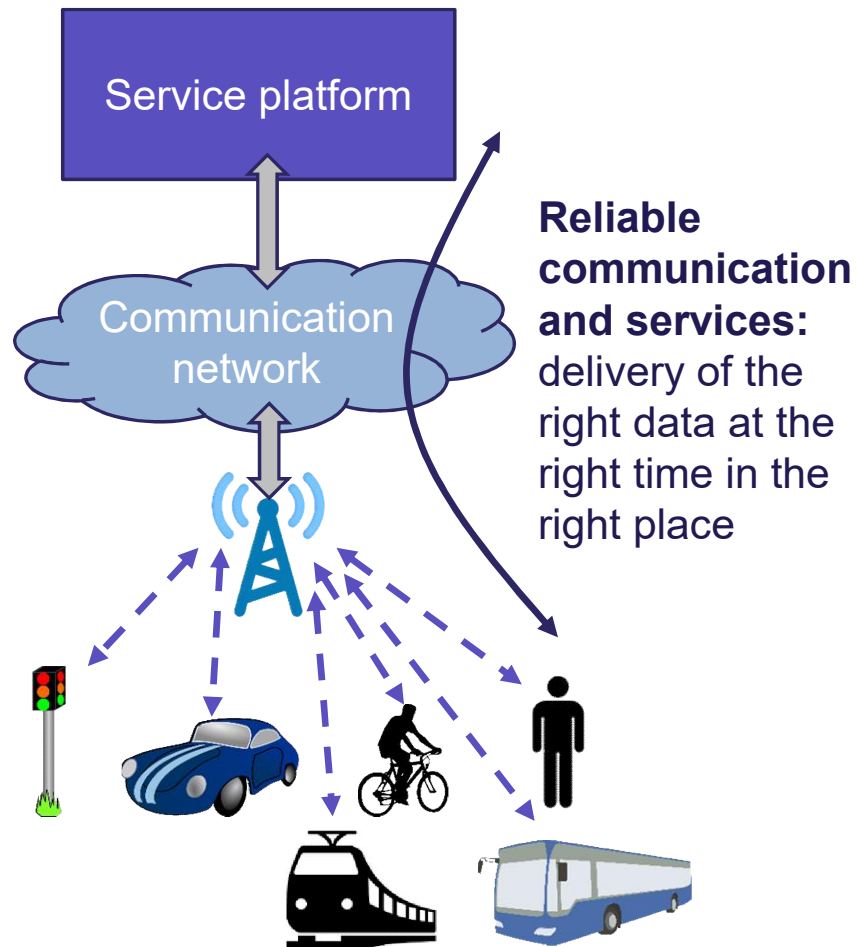 Service platform
Communication
network
Reliable
communication
and services:
delivery of the
right data at the
right time in the
right place